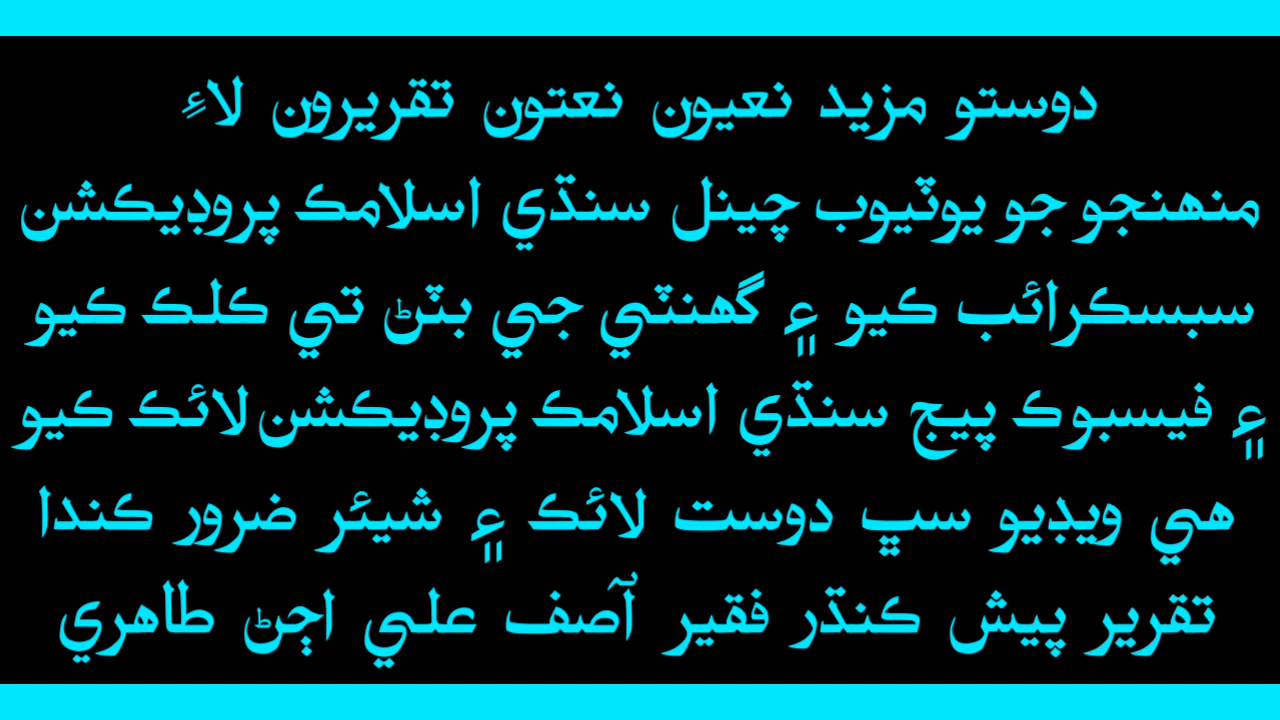 دوستو مزيد نعيون نعتون تقريرون لاءِ
منهنجو جو يوٽيوب چينل سنڌي اسلامڪ پروڊيڪشن
سبسڪرائب ڪيو ۽ گهنٽي جي بٽڻ تي ڪلڪ ڪيو
۽ فيسبوڪ پيج سنڌي اسلامڪ پروڊيڪشن لائڪ ڪيو
هي ويڊيو سڀ دوست لائڪ ۽ شيئر ضرور ڪندا
تقرير پيش ڪنڌر فقير آصف علي اڄڻ طاهري